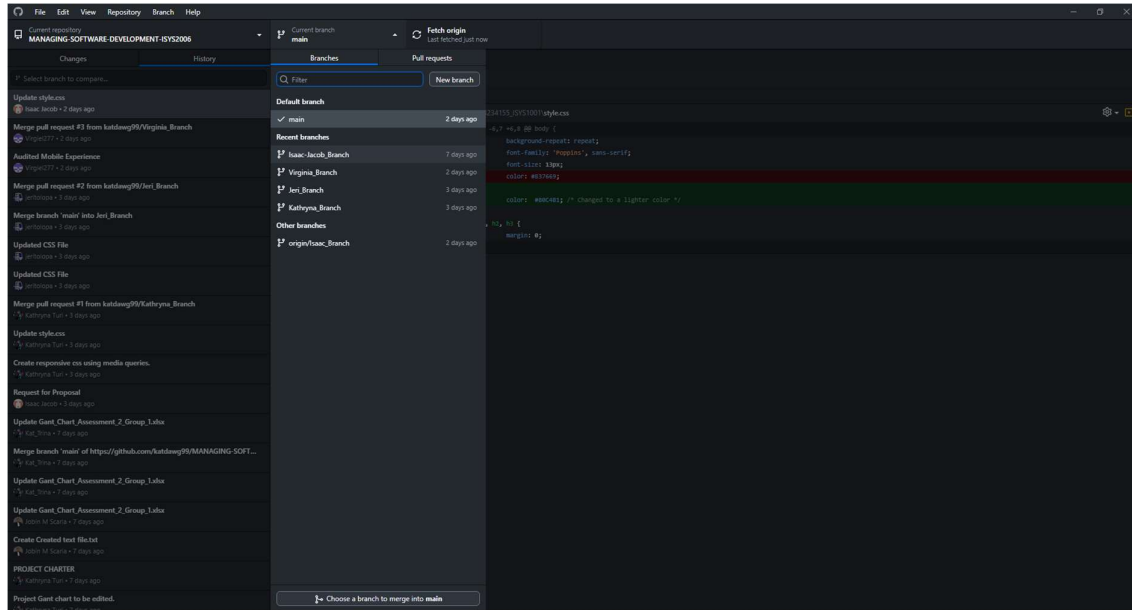 File Edit View Repository Branch Help
Current repository
MANAGING-SOFTWARE-DEVELOPMENT-ISYS2006
Current branch
main
Fetch origin
Last fetched just now
Changes History
Select branch to compare...
Update style.css
Isaac Jacob • 2 days ago
Merge pull request #3 from katdawg99/Virginia_Branch
Virgiel277 • 2 days ago
Audited Mobile Experience
Virgiel277 • 2 days ago
Merge pull request #2 from katdawg99/Jeri_Branch
jeritolopa • 3 days ago
Merge branch 'main' into Jeri_Branch
jeritolopa • 3 days ago
Updated CSS File
jeritolopa • 3 days ago
Updated CSS File
jeritolopa • 3 days ago
Merge pull request #1 from katdawg99/Kathryna_Branch
Kathryna Turi • 3 days ago
Update style.css
Kathryna Turi • 3 days ago
Create responsive css using media queries.
Kathryna Turi • 3 days ago
Request for Proposal
Isaac Jacob • 3 days ago
Update Gant_Chart_Assessment_2_Group_1.xlsx
Kat_Trina • 7 days ago
Merge branch 'main' of https://github.com/katdawg99/MANAGING-SOFT...
Kat_Trina • 7 days ago
Update Gant_Chart_Assessment_2_Group_1.xlsx
Kat_Trina • 7 days ago
Update Gant_Chart_Assessment_2_Group_1.xlsx
Jobin M Scaria • 7 days ago
Create Created text file.txt
Jobin M Scaria • 7 days ago
PROJECT CHARTER
Kathryna Turi • 7 days ago
Project Gant chart to be edited.
Branches Pull requests
Filter New branch
Default branch
main 2 days ago
Recent branches
Isaac-Jacob_Branch 7 days ago
Virginia_Branch 2 days ago
Jeri_Branch 3 days ago
Kathryna_Branch 3 days ago
Other branches
origin/Isaac_Branch 2 days ago
Choose a branch to merge into main
234155_ISYS1001\style.css
-6,7 +6,8 @@ body {
background-repeat: repeat;
font-family: 'Poppins', sans-serif;
font-size: 13px;
color: #837669;
color: #80C481; /* Changed to a lighter color */
, h2, h3 {
margin: 0;